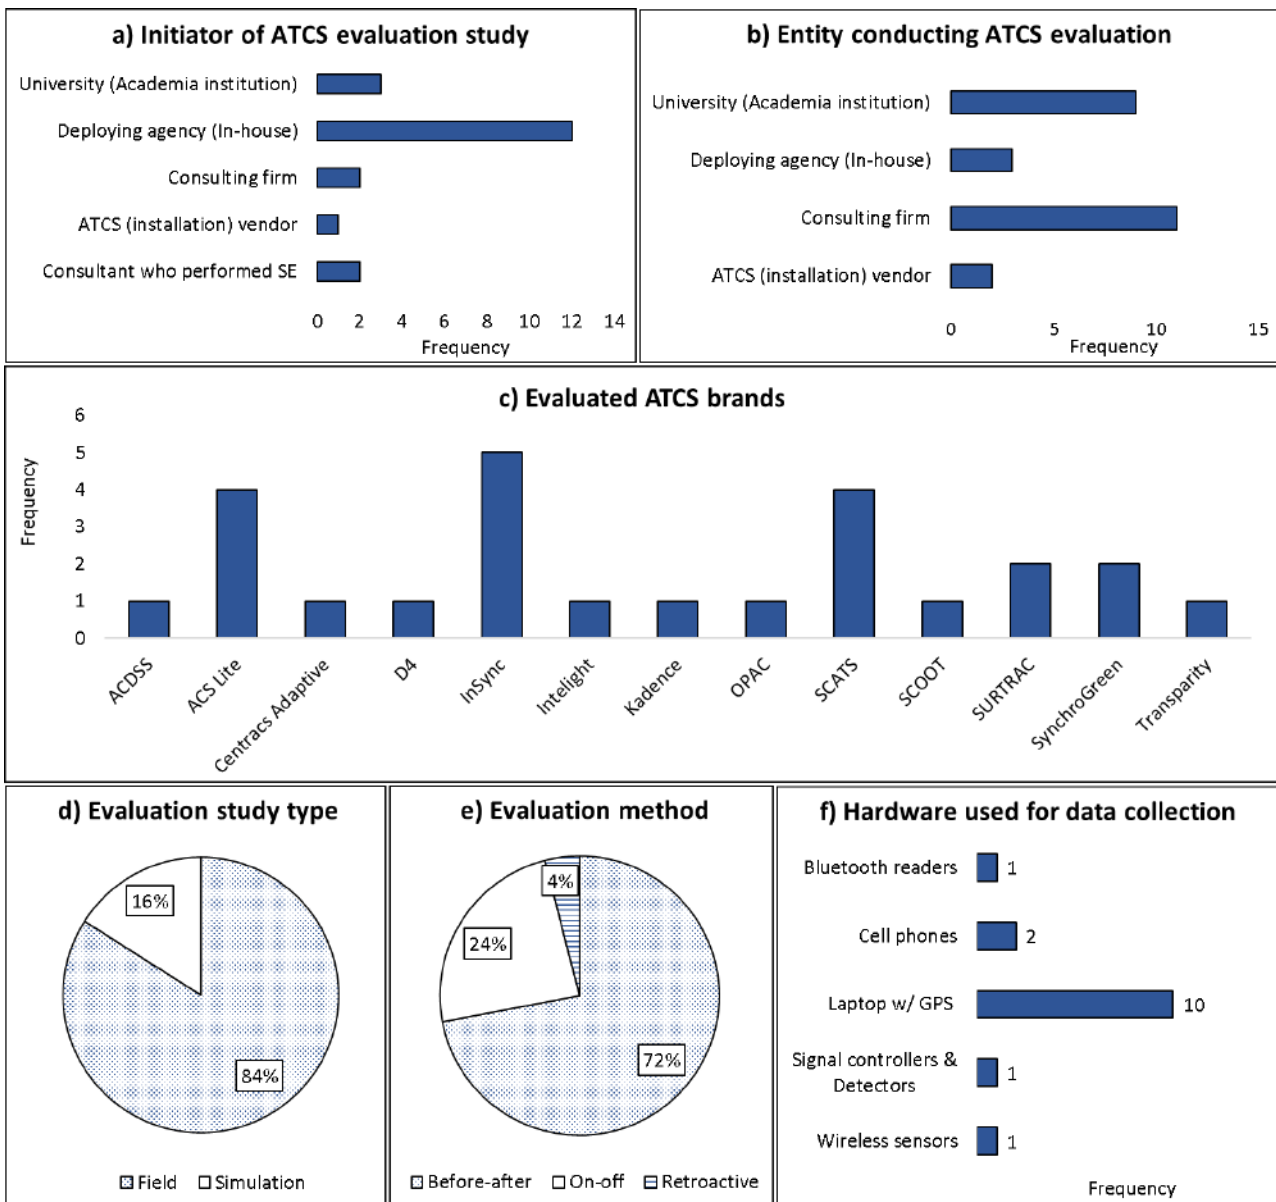 a) Initiator of ATCS evaluation study
University (Academia institution)
Deploying agency (In-house)
Consulting firm
ATCS (installation) vendor
Consultant who performed SE
0 2 4 6 8 10 12 14
Frequency
b) Entity conducting ATCS evaluation
University (Academia institution)
Deploying agency (In-house)
Consulting firm
ATCS (installation) vendor
0 5 10 15
Frequency
c) Evaluated ATCS brands
Frequency
6
5
4
3
2
1
0
ACDSS
ACS Lite
Centracs Adaptive
D4
InSync
Intelight
Kadence
OPAC
SCATS
SCOOT
SURTRAC
SynchroGreen
Transparity
d) Evaluation study type
16%
84%
Field Simulation
e) Evaluation method
4%
24%
72%
Before-after On-off Retroactive
f) Hardware used for data collection
Bluetooth readers 1
Cell phones 2
Laptop w/ GPS 10
Signal controllers &
Detectors 1
Wireless sensors 1
Frequency